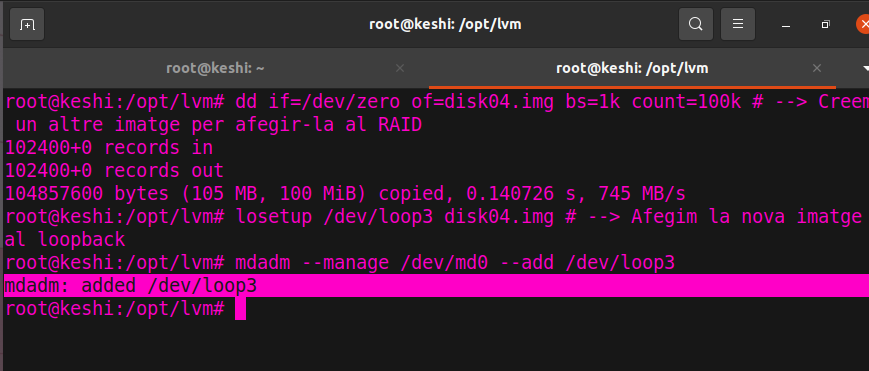 root@keshi: /opt/lvm
root@keshi: ~
root@keshi: /opt/lvm
root@keshi:/opt/lvm# dd if=/dev/zero of=disk04.img bs=1k count=100k # --> Creem
un altre imatge per afegir-la al RAID
102400+0 records in
102400+0 records out
104857600 bytes (105 MB, 100 MiB) copied, 0.140726 s, 745 MB/s
root@keshi:/opt/lvm# losetup /dev/loop3 disk04.img # --> Afegim la nova imatge
al loopback
root@keshi:/opt/lvm# mdadm --manage /dev/md0 --add /dev/loop3
mdadm: added /dev/loop3
root@keshi:/opt/lvm#